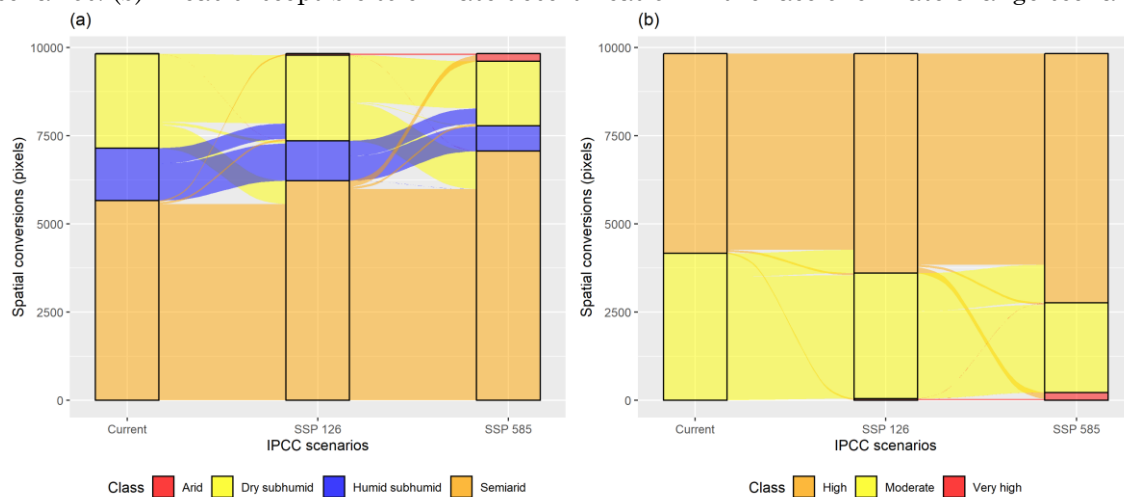 (a)
(b)
10000
7500
5000
2500
0
Spatial conversions (pixels)
Current
SSP 126
SSP 585
IPCC scenarios
Class Arid Dry subhumid Humid subhumid Semiarid
10000
7500
5000
2500
0
Spatial conversions (pixels)
Current
SSP 126
SSP 585
IPCC scenarios
Class High Moderate Very high